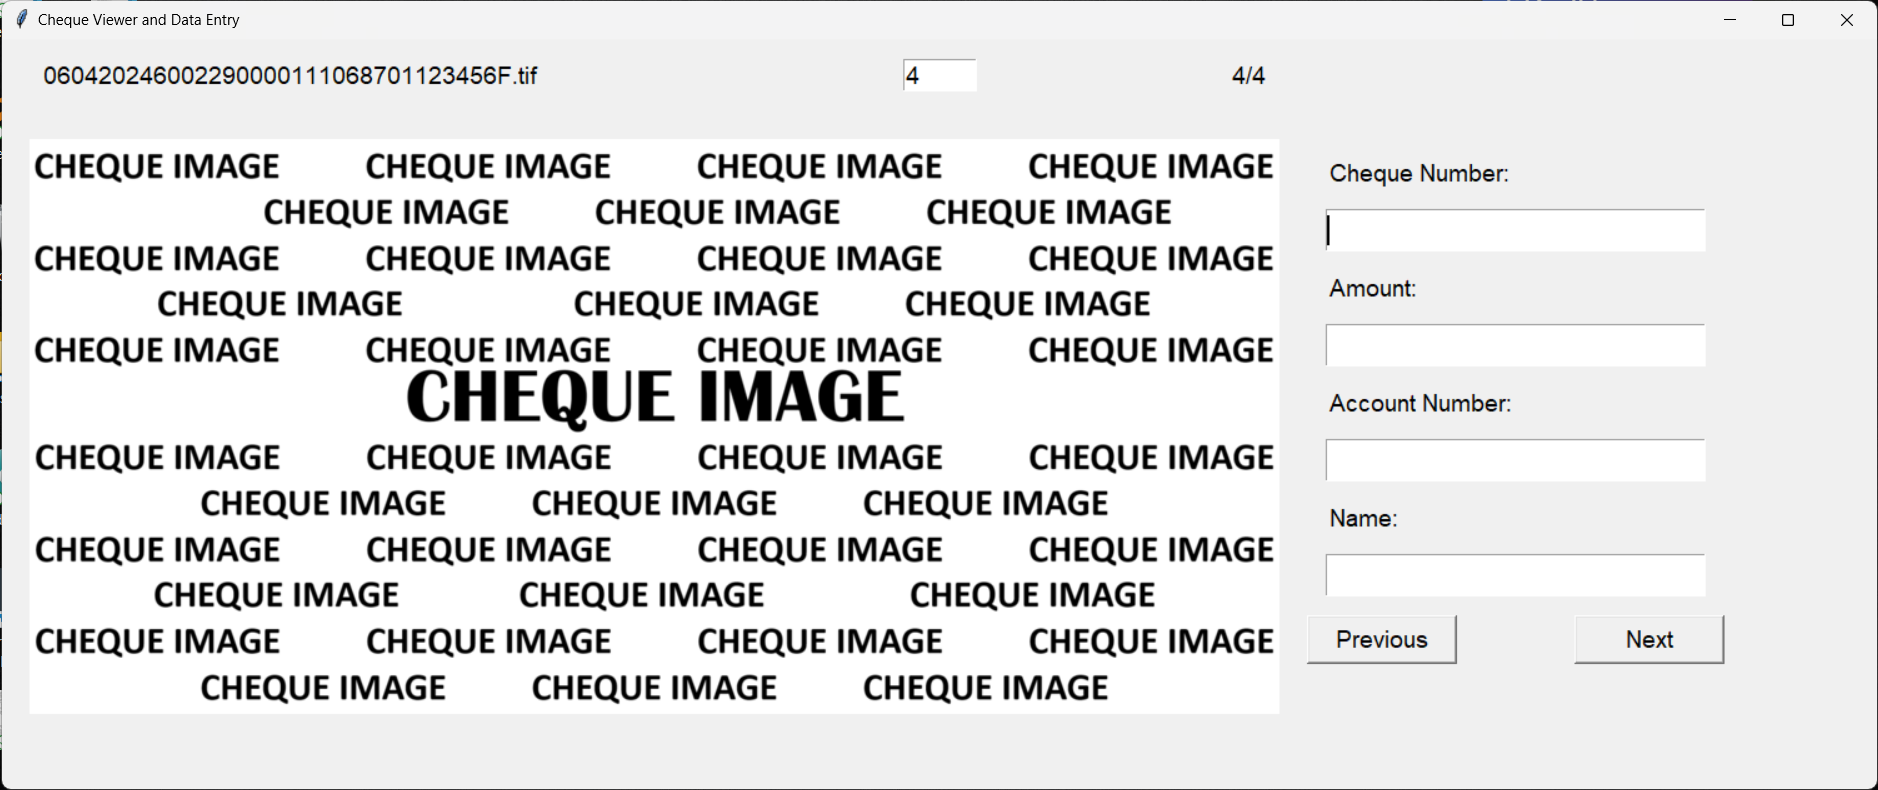 Cheque Viewer and Data Entry
060420246002290000111068701123456F.tif 4 4/4
CHEQUE IMAGE CHEQUE IMAGE CHEQUE IMAGE CHEQUE IMAGE
CHEQUE IMAGE CHEQUE IMAGE CHEQUE IMAGE
CHEQUE IMAGE CHEQUE IMAGE CHEQUE IMAGE CHEQUE IMAGE
CHEQUE IMAGE CHEQUE IMAGE CHEQUE IMAGE
CHEQUE IMAGE CHEQUE IMAGE CHEQUE IMAGE CHEQUE IMAGE
CHEQUE IMAGE
CHEQUE IMAGE CHEQUE IMAGE CHEQUE IMAGE CHEQUE IMAGE
CHEQUE IMAGE CHEQUE IMAGE CHEQUE IMAGE
CHEQUE IMAGE CHEQUE IMAGE CHEQUE IMAGE CHEQUE IMAGE
CHEQUE IMAGE CHEQUE IMAGE CHEQUE IMAGE
CHEQUE IMAGE CHEQUE IMAGE CHEQUE IMAGE CHEQUE IMAGE
CHEQUE IMAGE CHEQUE IMAGE CHEQUE IMAGE
Cheque Number:
Amount:
Account Number:
Name:
Previous Next